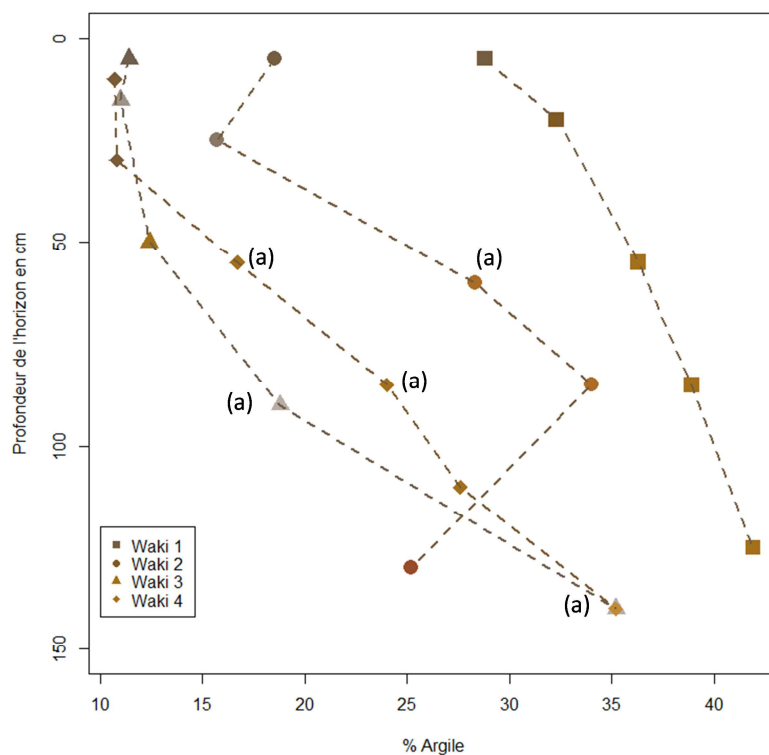 0
50
100
150
Profondeur de l'horizon en cm
(a)
(a)
(a)
(a)
(a)
Waki 1
Waki 2
Waki 3
Waki 4
10
15
20
25
30
35
40
% Argile